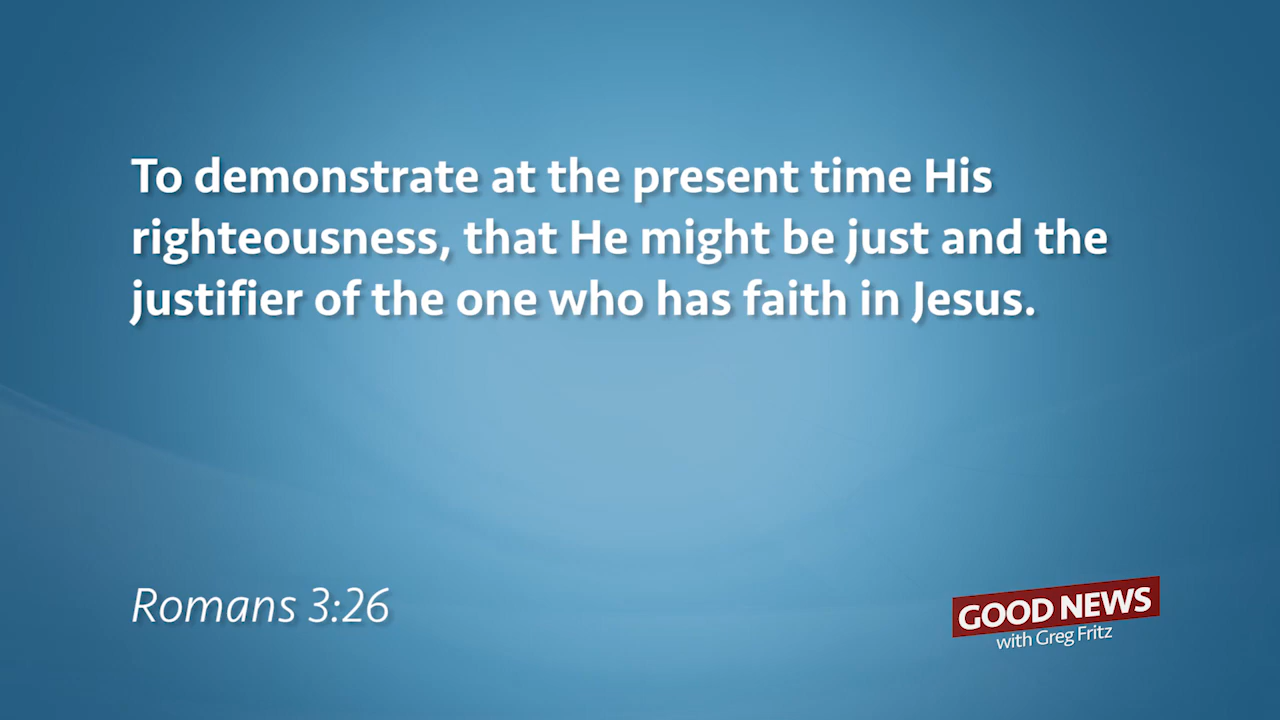 To demonstrate at the present time His
righteousness, that He might be just and the
justifier of the one who has faith in Jesus.
Romans 3:26
GOOD NEWS
with Greg Fritz